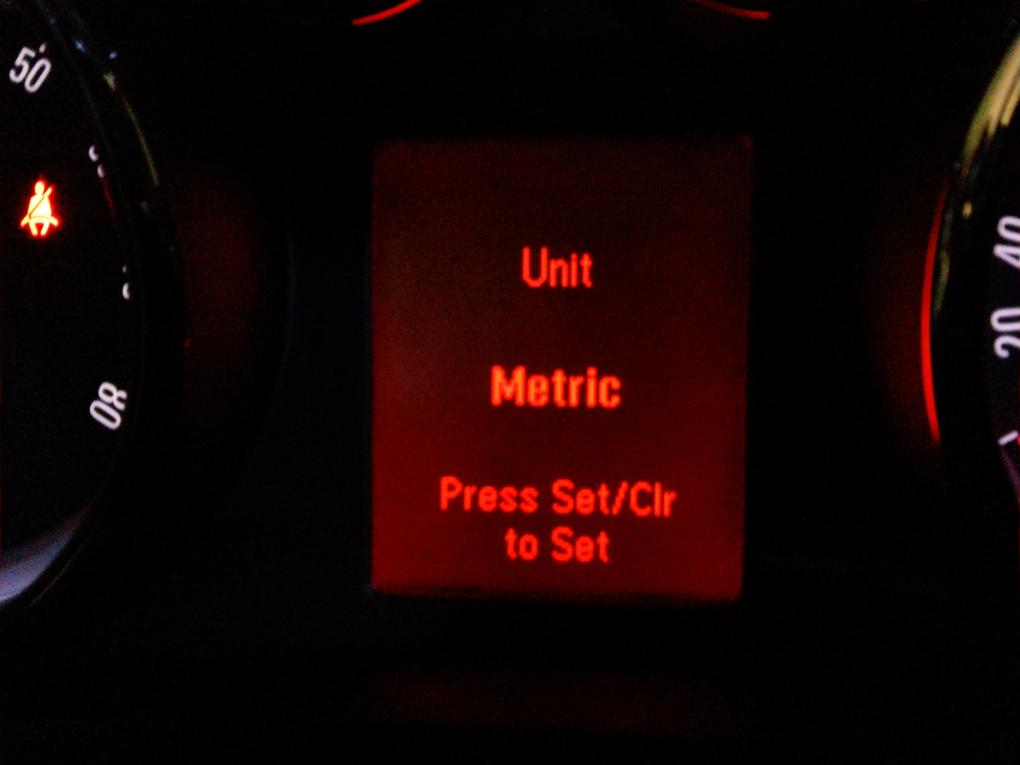 50
80
Unit
Metric
Press Set/Clr
to Set
40
20